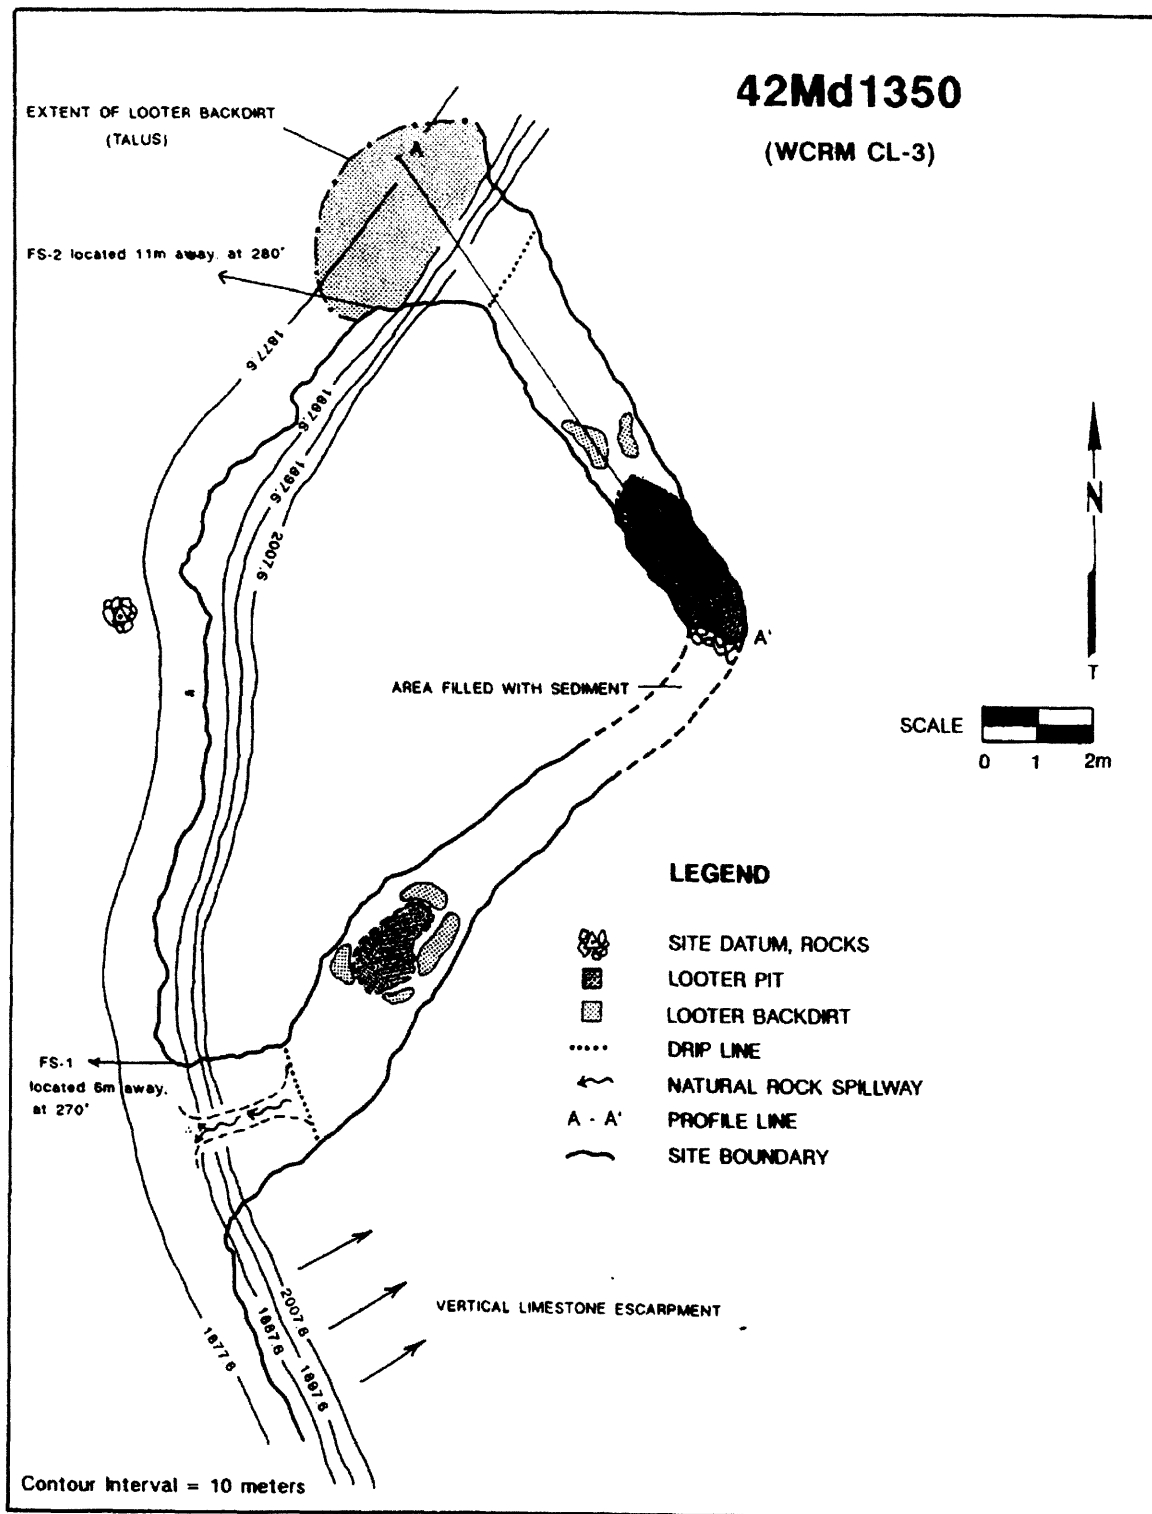 42Md1350
(WCRM CL-3)
EXTENT OF LOOTER BACKDIRT
(TALUS)
A
FS-2 located 11m away, at 280°
1877.6
1887.6
1897.6
2007.6
N
T
A'
AREA FILLED WITH SEDIMENT
SCALE
0 1 2m
LEGEND
SITE DATUM, ROCKS
LOOTER PIT
LOOTER BACKDIRT
DRIP LINE
NATURAL ROCK SPILLWAY
A - A' PROFILE LINE
SITE BOUNDARY
FS-1
located 6m away,
at 270°
VERTICAL LIMESTONE ESCARPMENT
2007.6
1887.6
1897.6
1877.6
Contour Interval = 10 meters